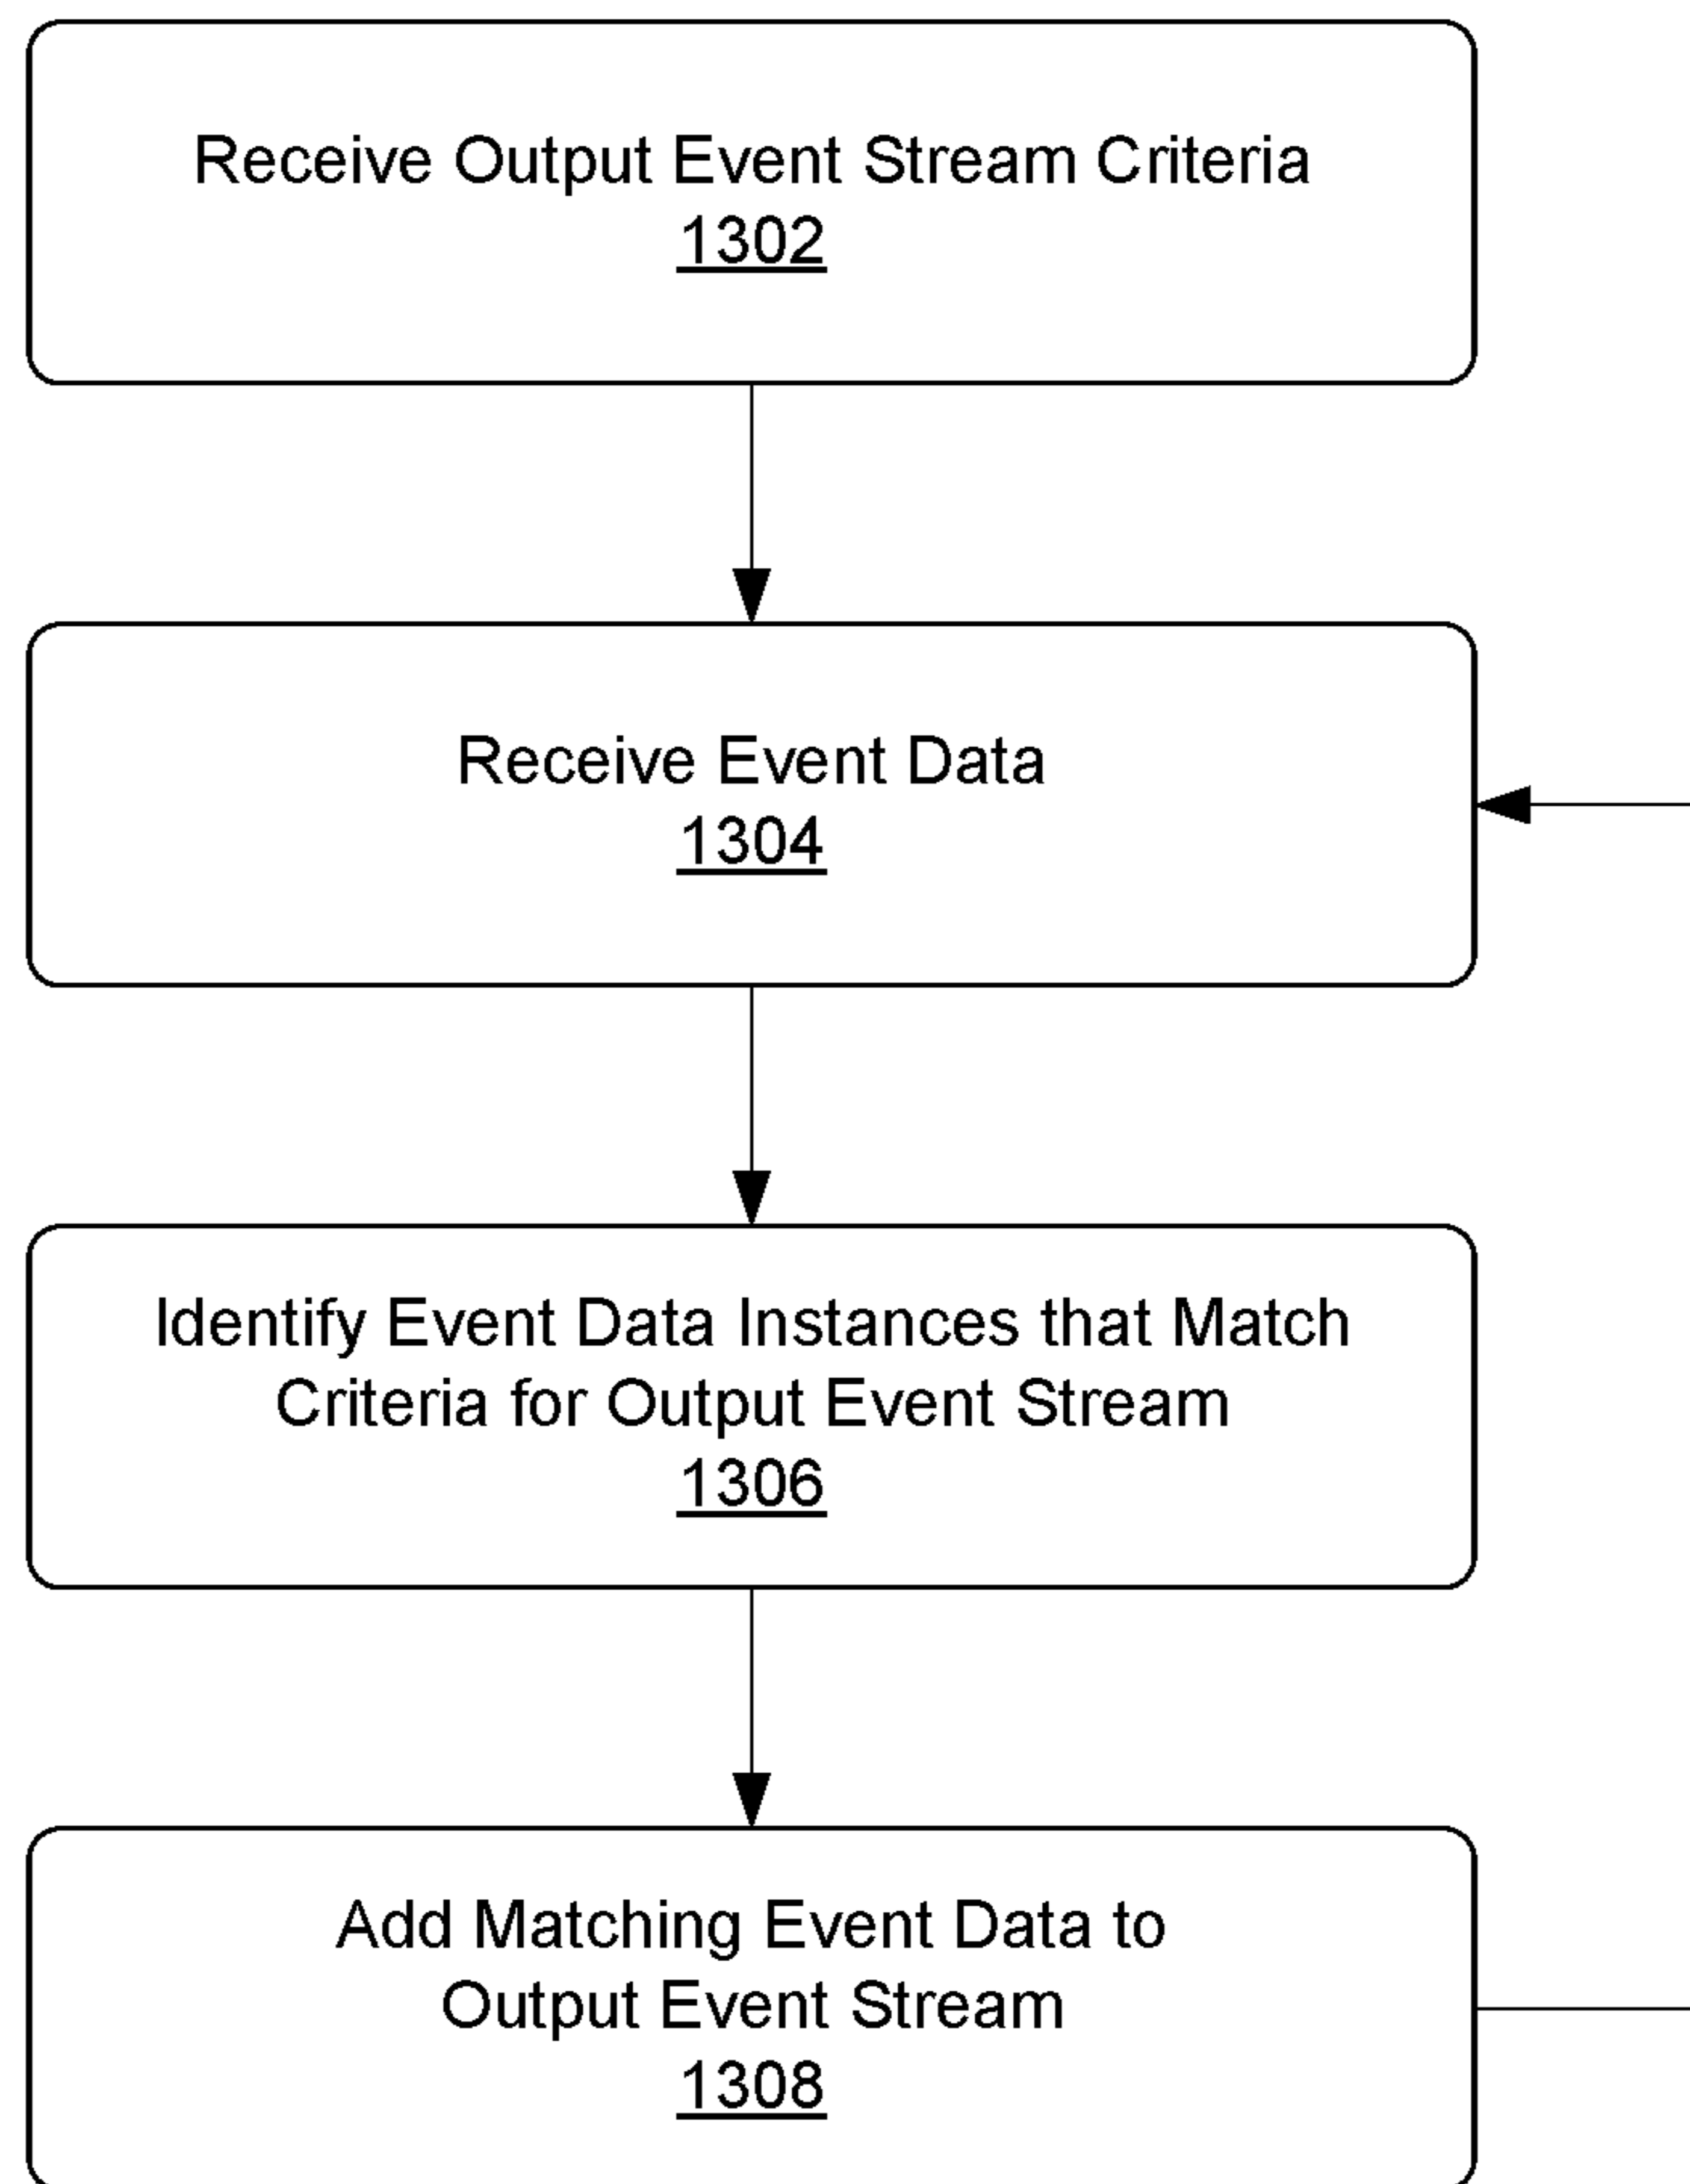 Receive Output Event Stream Criteria
1302
Receive Event Data
1304
Identify Event Data Instances that Match
Criteria for Output Event Stream
1306
Add Matching Event Data to
Output Event Stream
1308